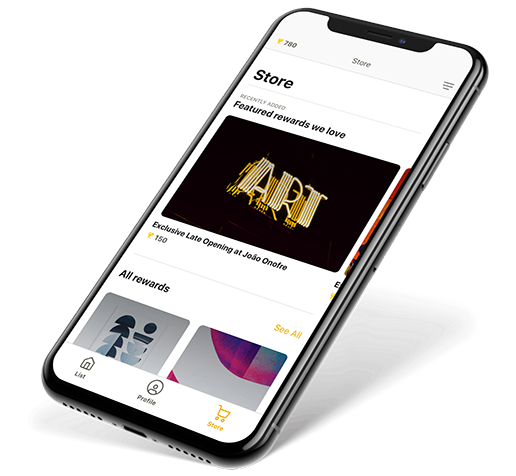 780
Store
Store
RECENTLY ADDED
Featured rewards we love
ART
Exclusive Late Opening at João Onofre
150
E
All rewards
See All
List
Profile
Store